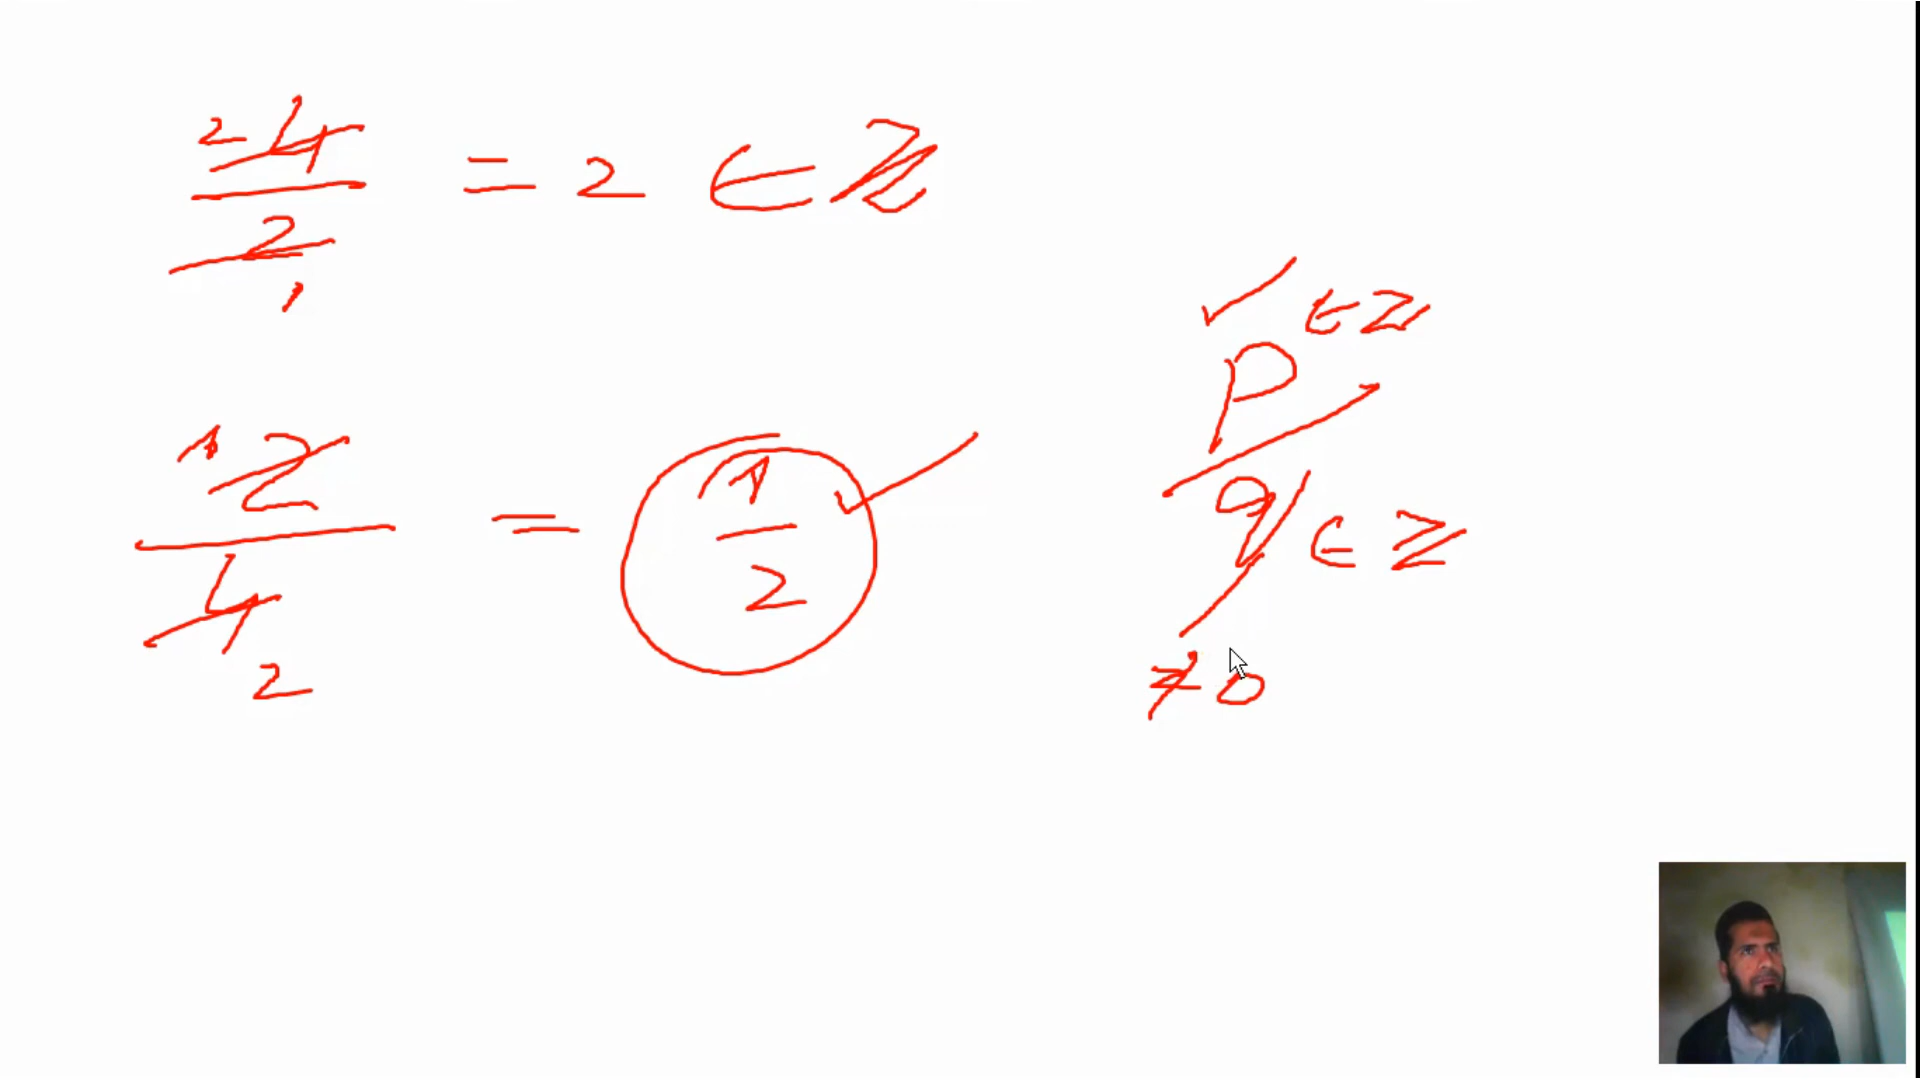 4/2 = 2 ∈ ℤ
2/4 = 1/2
p ∈ ℤ
q ∈ ℤ
≠ 0